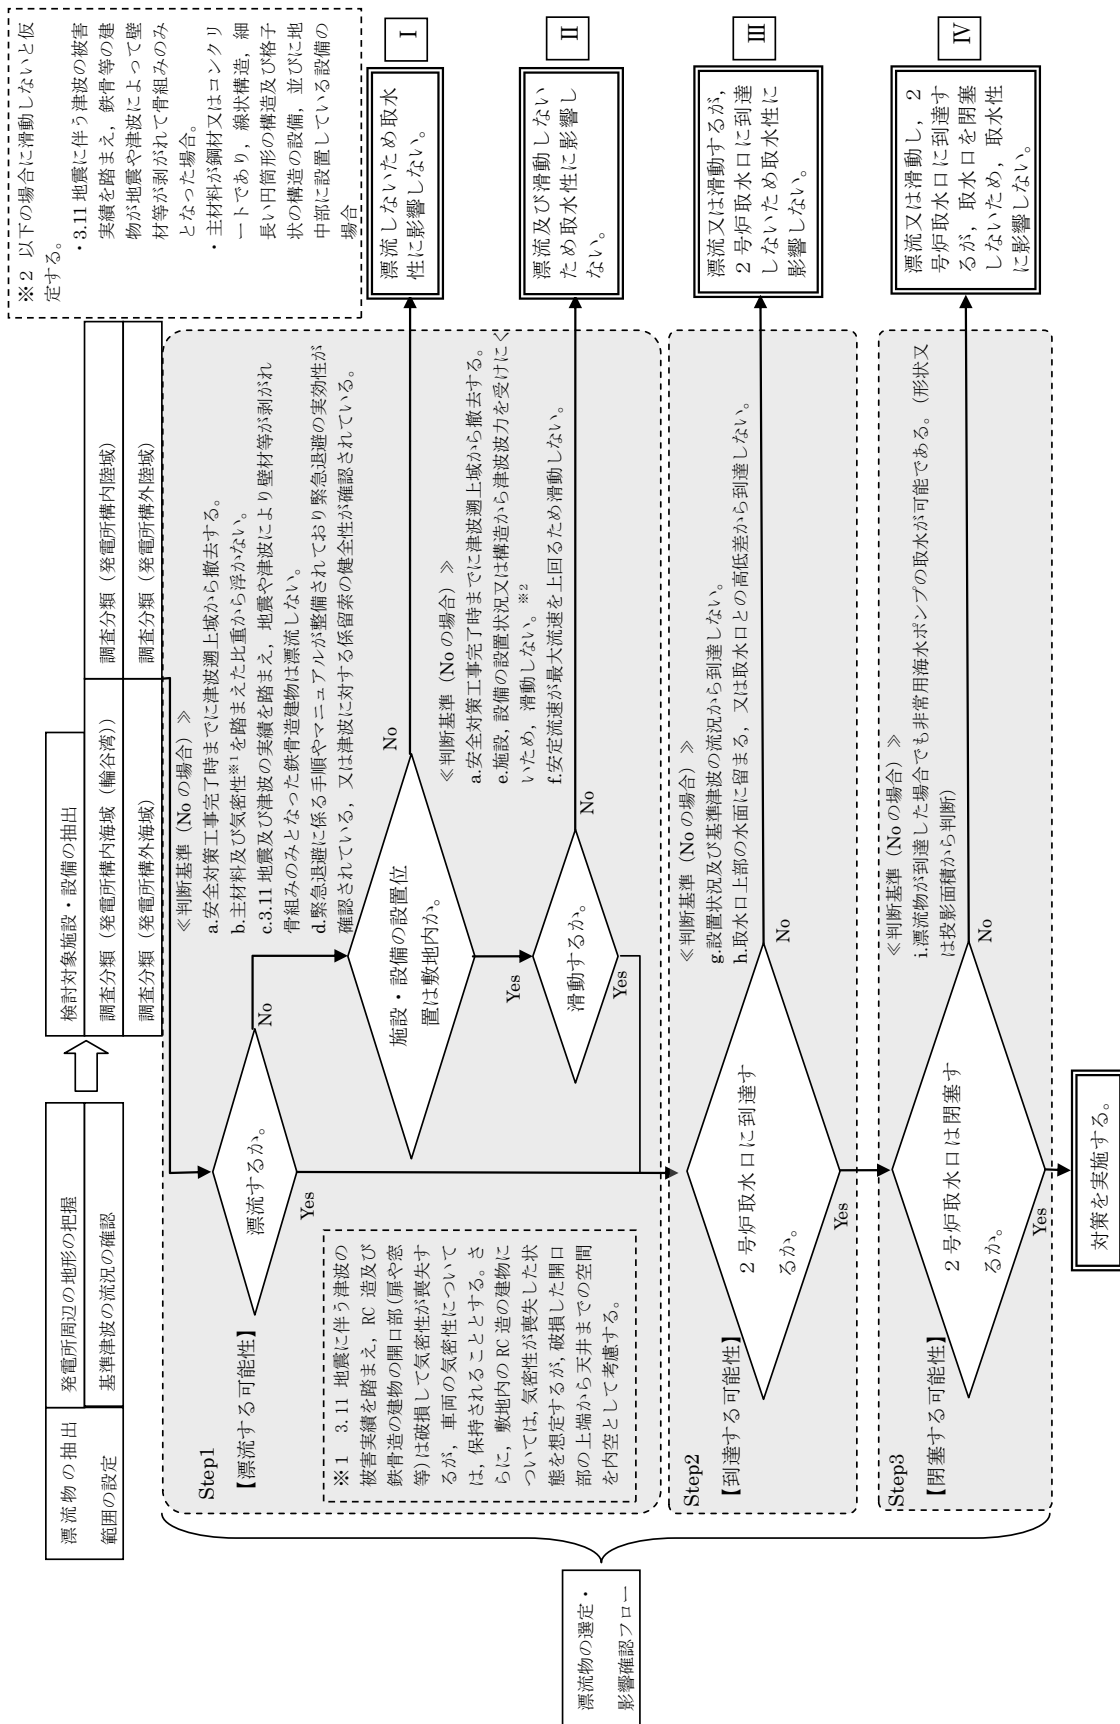 漂流物の抽出
範囲の設定
発電所周辺の地形の把握
基準津波の流況の確認
検討対象施設・設備の抽出
調査分類（発電所構内海域（輪谷湾））
調査分類（発電所構内陸域）
調査分類（発電所構外海域）
調査分類（発電所構外陸域）
※2 以下の場合に滑動しないと仮
定する。
・3.11 地震に伴う津波の被害
実績を踏まえ，鉄骨等の建
物が地震や津波によって壁
材等が剥がれて骨組みのみ
となった場合。
・主材料が鋼材又はコンクリ
ートであり，線状構造，細
長い円筒形の構造及び格子
状の構造の設備，並びに地
中部に設置している設備の
場合
Step1
【漂流する可能性】
漂流するか。
No
Yes
≪判断基準（No の場合）≫
a.安全対策工事完了時までに津波遡上域から撤去する。
b.主材料及び気密性※1を踏まえた比重から浮かない。
c.3.11 地震及び津波の実績を踏まえ，地震や津波により壁材等が剥がれ
骨組みのみとなった鉄骨造建物は漂流しない。
d.緊急退避に係る手順やマニュアルが整備されており緊急退避の実効性が
確認されている，又は津波に対する係留索の健全性が確認されている。
※1 3.11 地震に伴う津波の
被害実績を踏まえ，RC 造及び
鉄骨造の建物の開口部(扉や窓
等)は破損して気密性が喪失す
るが，車両の気密性について
は，保持されることとする。さ
らに，敷地内の RC 造の建物に
ついては，気密性が喪失した状
態を想定するが，破損した開口
部の上端から天井までの空間
を内空として考慮する。
施設・設備の設置位
置は敷地内か。
No
Yes
漂流しないため取水
性に影響しない。
Ⅰ
≪判断基準（No の場合）≫
a.安全対策工事完了時までに津波遡上域から撤去する。
e.施設，設備の設置状況又は構造から津波波力を受けにく
いため，滑動しない。※2
f.安定流速が最大流速を上回るため滑動しない。
滑動するか。
No
Yes
漂流及び滑動しない
ため取水性に影響し
ない。
Ⅱ
Step2
【到達する可能性】
≪判断基準（No の場合）≫
g.設置状況及び基準津波の流況から到達しない。
h.取水口上部の水面に留まる，又は取水口との高低差から到達しない。
2 号炉取水口に到達す
るか。
No
Yes
漂流又は滑動するが，
2 号炉取水口に到達
しないため取水性に
影響しない。
Ⅲ
Step3
【閉塞する可能性】
≪判断基準（No の場合）≫
i.漂流物が到達した場合でも非常用海水ポンプの取水が可能である。（形状又
は投影面積から判断）
2 号炉取水口は閉塞す
るか。
No
Yes
漂流又は滑動し，2
号炉取水口に到達す
るが，取水口を閉塞
しないため，取水性
に影響しない。
Ⅳ
対策を実施する。
漂流物の選定・
影響確認フロー